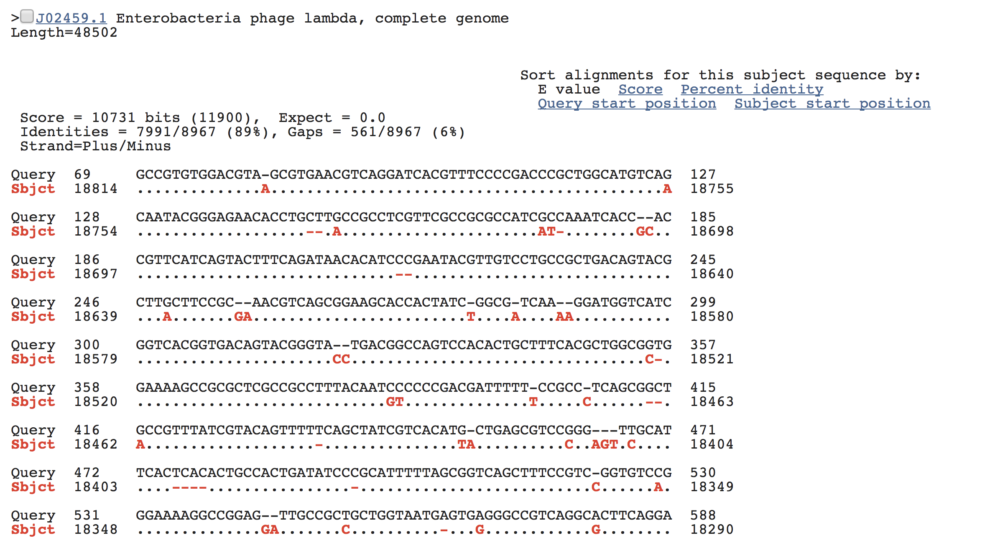 >J02459.1 Enterobacteria phage lambda, complete genome
Length=48502
Sort alignments for this subject sequence by:
E value Score Percent identity
Query start position Subject start position
Score = 10731 bits (11900), Expect = 0.0
Identities = 7991/8967 (89%), Gaps = 561/8967 (6%)
Strand=Plus/Minus
Query 69 GCCGTGTGGACGTA-GCGTGAACGTCAGGATCACGTTTCCCCGACCCGCTGGCATGTCAG 127
Sbjct 18814 ..............A............................................A 18755
Query 128 CAATACGGGAGAACACCTGCTTGCCGCCTCGTTCGCCGCGCCATCGCCAAATCACC--AC 185
Sbjct 18754 ...................--.A......................AT-........GC.. 18698
Query 186 CGTTCATCAGTACTTTCAGATAACACATCCCGAATACGTTGTCCTGCCGCTGACAGTACG 245
Sbjct 18697 .............................--............................. 18640
Query 246 CTTGCTTCCGC--AACGTCAGCGGAAGCACCACTATC-GGCG-TCAA--GGATGGTCATC 299
Sbjct 18639 ...A.......GA........................T....A....AA........... 18580
Query 300 GGTCACGGTGACAGTACGGGTA--TGACGGCCAGTCCACACTGCTTTCACGCTGGCGGTG 357
Sbjct 18579 ......................CC.................................C-. 18521
Query 358 GAAAAGCCGCGCTCGCCGCCTTTACAATCCCCCCGACGATTTTT-CCGCC-TCAGCGGCT 415
Sbjct 18520 ............................GT..............T.....C......--. 18463
Query 416 GCCGTTTATCGTACAGTTTTTCAGCTATCGTCACATG-CTGAGCGTCCGGG---TTGCAT 471
Sbjct 18462 A...................-...............TA..........C..AGT.C.... 18404
Query 472 TCACTCACACTGCCACTGATATCCCGCATTTTTAGCGGTCAGCTTTCCGTC-GGTGTCCG 530
Sbjct 18403 ....----................-..........................C......A. 18349
Query 531 GGAAAAGGCCGGAG--TTGCCGCTGCTGGTAATGAGTGAGGGCCGTCAGGCACTTCAGGA 588
Sbjct 18348 ..............GA.......C..........-...G............G........ 18290